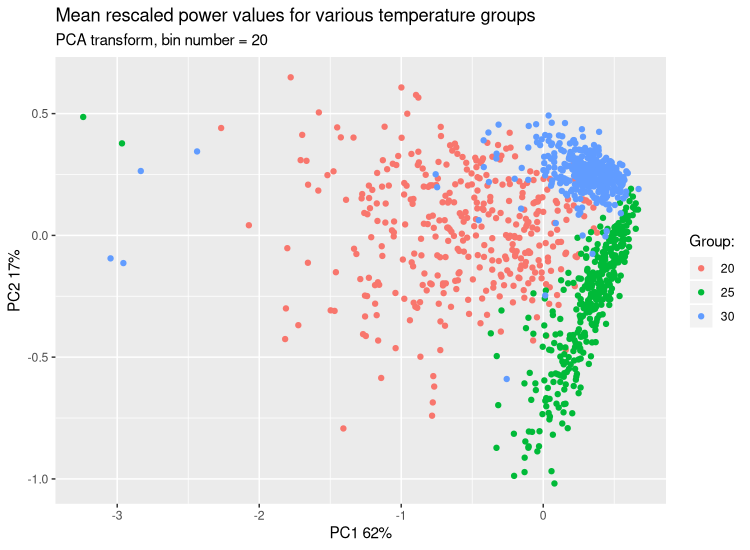 Mean rescaled power values for various temperature groups
PCA transform, bin number = 20
0.5
0.0
-0.5
-1.0
PC2 17%
-3
-2
-1
0
PC1 62%
Group:
20
25
30